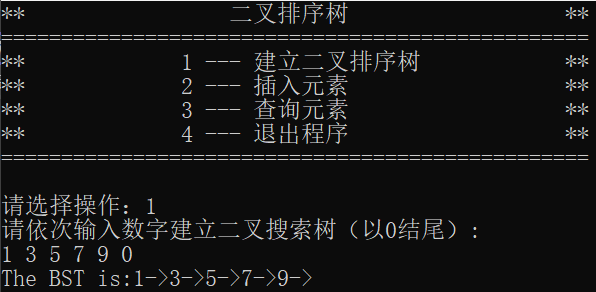 **                 二叉排序树                  **
=================================================
**             1 --- 建立二叉排序树            **
**             2 --- 插入元素                  **
**             3 --- 查询元素                  **
**             4 --- 退出程序                  **
=================================================
请选择操作：1
请依次输入数字建立二叉搜索树（以0结尾）：
1 3 5 7 9 0
The BST is:1->3->5->7->9->